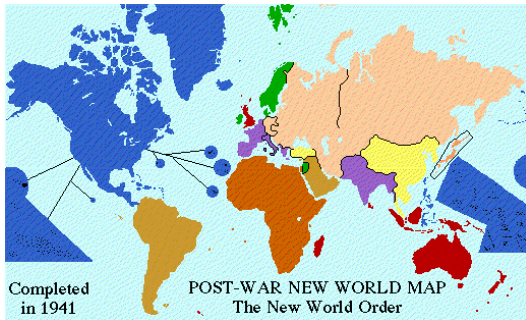 Completed
in 1941
POST-WAR NEW WORLD MAP
The New World Order